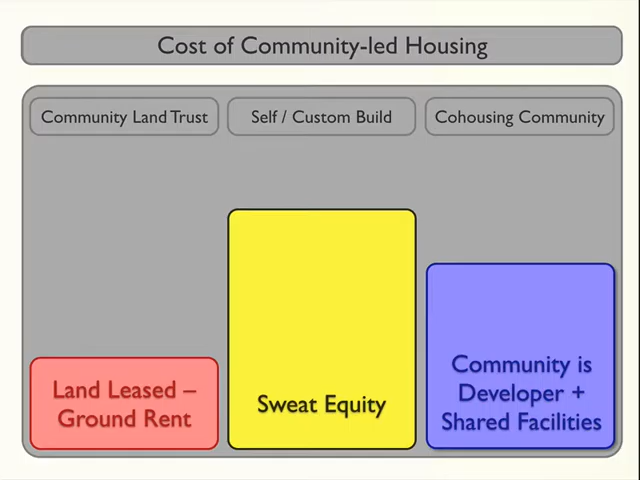 Cost of Community-led Housing
Community Land Trust
Self / Custom Build
Cohousing Community
Land Leased –
Ground Rent
Sweat Equity
Community is
Developer +
Shared Facilities